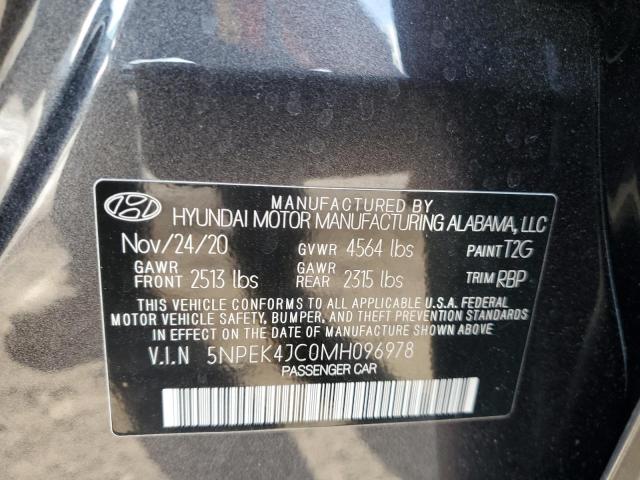 MANUFACTURED BY
HYUNDAI MOTOR MANUFACTURING ALABAMA, LLC
Nov/24/20 GVWR 4564 lbs PAINT T2G
GAWR FRONT 2513 lbs GAWR REAR 2315 lbs TRIM RBP
THIS VEHICLE CONFORMS TO ALL APPLICABLE U.S.A. FEDERAL
MOTOR VEHICLE SAFETY, BUMPER, AND THEFT PREVENTION
STANDARDS IN EFFECT ON THE DATE OF MANUFACTURE SHOWN ABOVE.
V.I.N 5NPEK4JC0MH096978
PASSENGER CAR